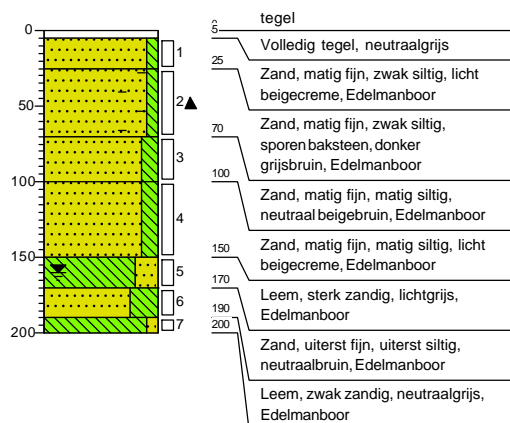 tegel
0
0
5
Volledig tegel, neutraalgrijs
1
25
Zand, matig fijn, zwak siltig, licht
beigecreme, Edelmanboor
50
2
70
Zand, matig fijn, zwak siltig,
sporen baksteen, donker
grijsbruin, Edelmanboor
3
100
100
Zand, matig fijn, matig siltig,
neutraal beigebruin, Edelmanboor
4
150
150
Zand, matig fijn, matig siltig, licht
beigecreme, Edelmanboor
5
170
Leem, sterk zandig, lichtgrijs,
Edelmanboor
6
190
Zand, uiterst fijn, uiterst siltig,
neutraalbruin, Edelmanboor
7
200
200
Leem, zwak zandig, neutraalgrijs,
Edelmanboor